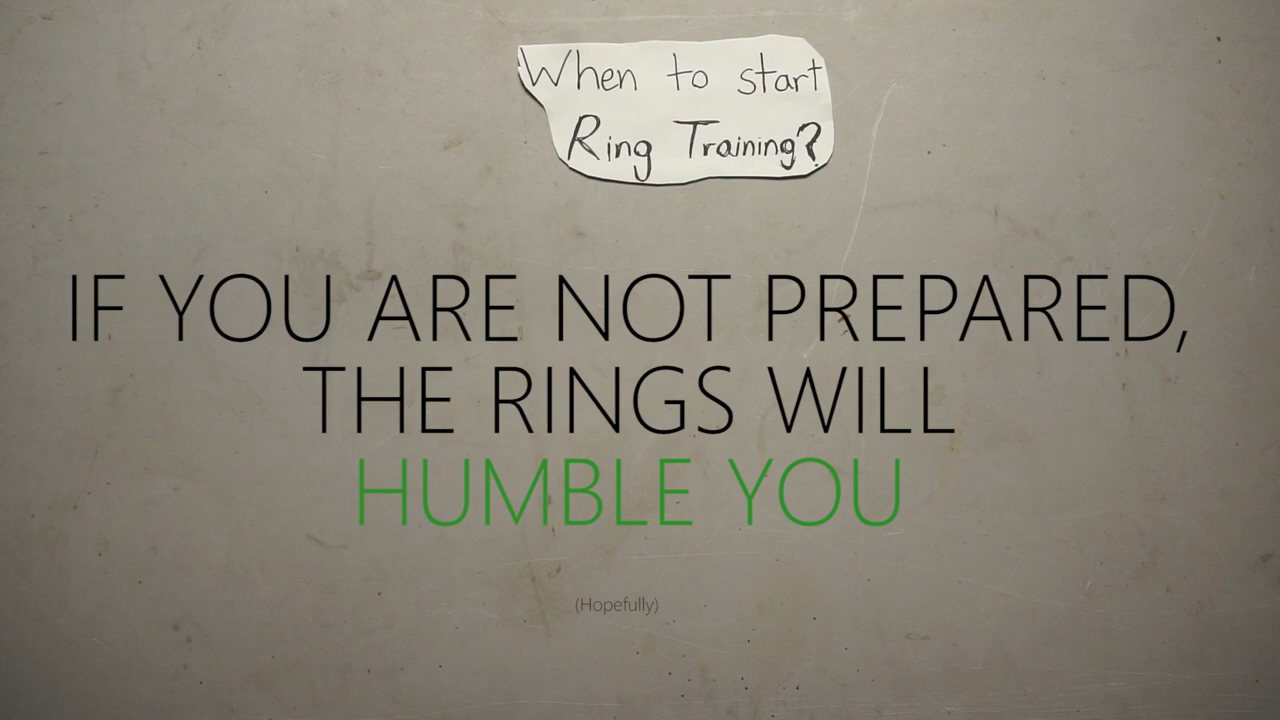 When to start
Ring Training?
IF YOU ARE NOT PREPARED,
THE RINGS WILL
HUMBLE YOU
(Hopefully)